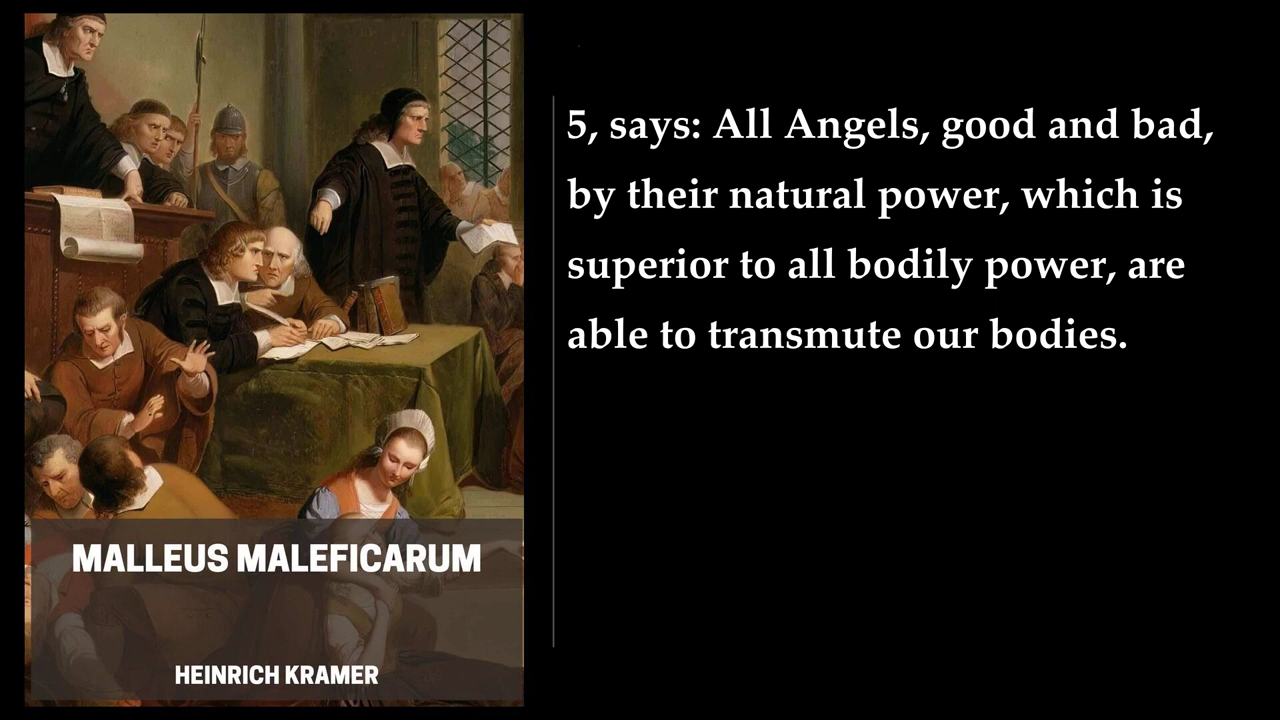 5, says: All Angels, good and bad,
by their natural power, which is
superior to all bodily power, are
able to transmute our bodies.
MALLEUS MALEFICARUM
HEINRICH KRAMER